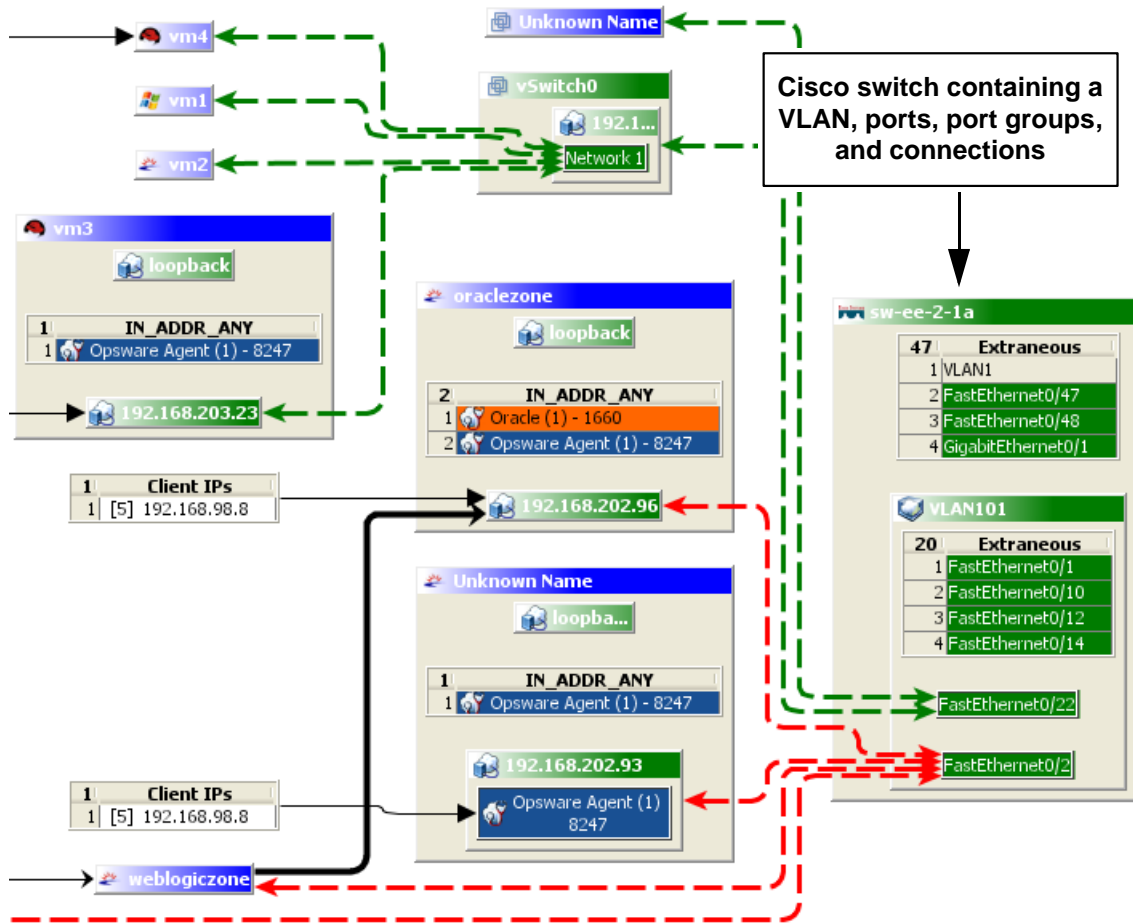 vm4
Unknown Name
vm1
vSwitch0
192.1...
Network 1
vm2
Cisco switch containing a
VLAN, ports, port groups,
and connections
vm3
loopback
1 IN_ADDR_ANY
1 Opsware Agent (1) - 8247
192.168.203.23
oraclezone
loopback
2 IN_ADDR_ANY
1 Oracle (1) - 1660
2 Opsware Agent (1) - 8247
192.168.202.96
1 Client IPs
1 [5] 192.168.98.8
Unknown Name
loopba...
1 IN_ADDR_ANY
1 Opsware Agent (1) - 8247
192.168.202.93
Opsware Agent (1)
8247
1 Client IPs
1 [5] 192.168.98.8
weblogiczone
sw-ee-2-1a
47 Extraneous
1 VLAN1
2 FastEthernet0/47
3 FastEthernet0/48
4 GigabitEthernet0/1
VLAN101
20 Extraneous
1 FastEthernet0/1
2 FastEthernet0/10
3 FastEthernet0/12
4 FastEthernet0/14
FastEthernet0/22
FastEthernet0/2